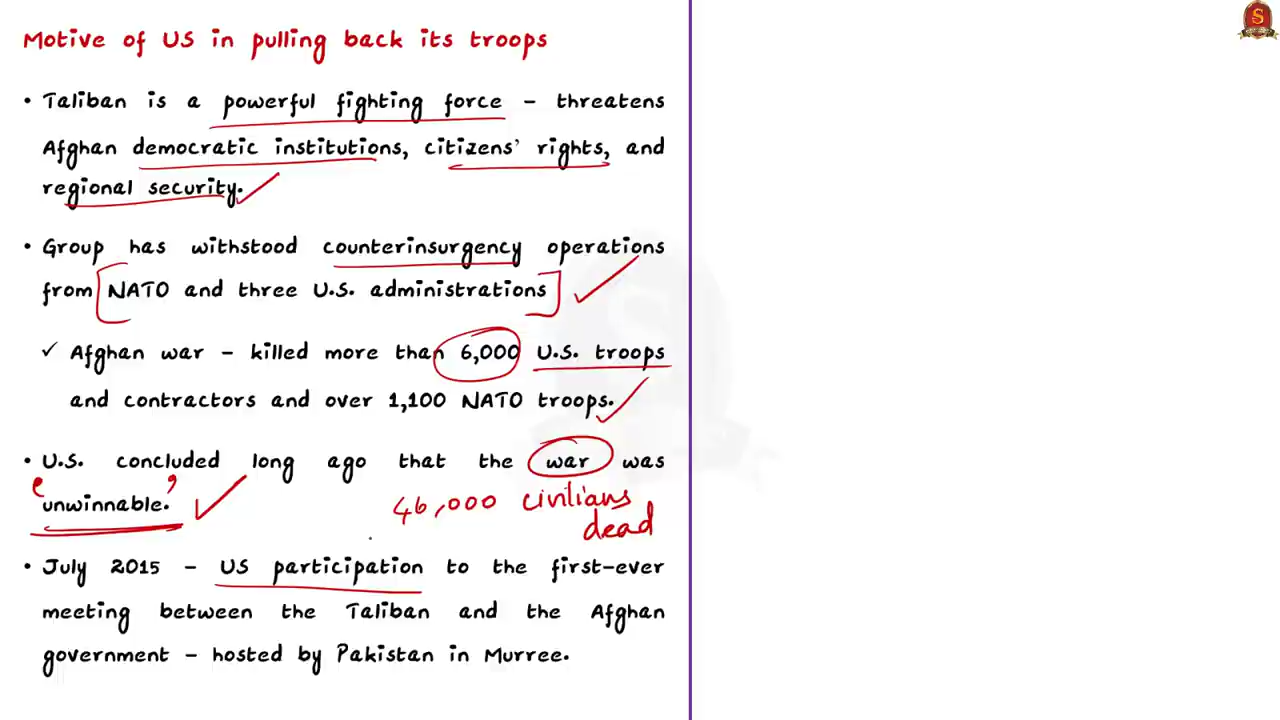 Motive of US in pulling back its troops
• Taliban is a powerful fighting force – threatens
Afghan democratic institutions, citizens' rights, and
regional security.
• Group has withstood counterinsurgency operations
from NATO and three U.S. administrations
✓ Afghan war – killed more than 6,000 U.S. troops
and contractors and over 1,100 NATO troops.
• U.S. concluded long ago that the war was
unwinnable.
46,000 civilians
dead
• July 2015 – US participation to the first-ever
meeting between the Taliban and the Afghan
government – hosted by Pakistan in Murree.
S